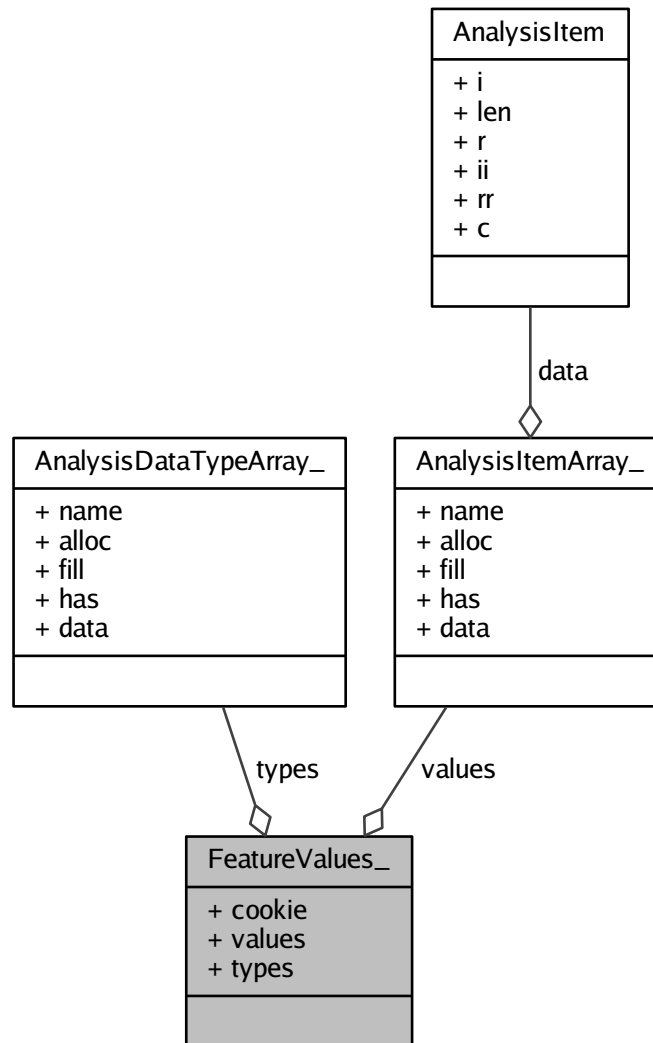 AnalysisItem
+ i
+ len
+ r
+ ii
+ rr
+ c
data
AnalysisDataTypeArray_
+ name
+ alloc
+ fill
+ has
+ data
AnalysisItemArray_
+ name
+ alloc
+ fill
+ has
+ data
types
values
FeatureValues_
+ cookie
+ values
+ types